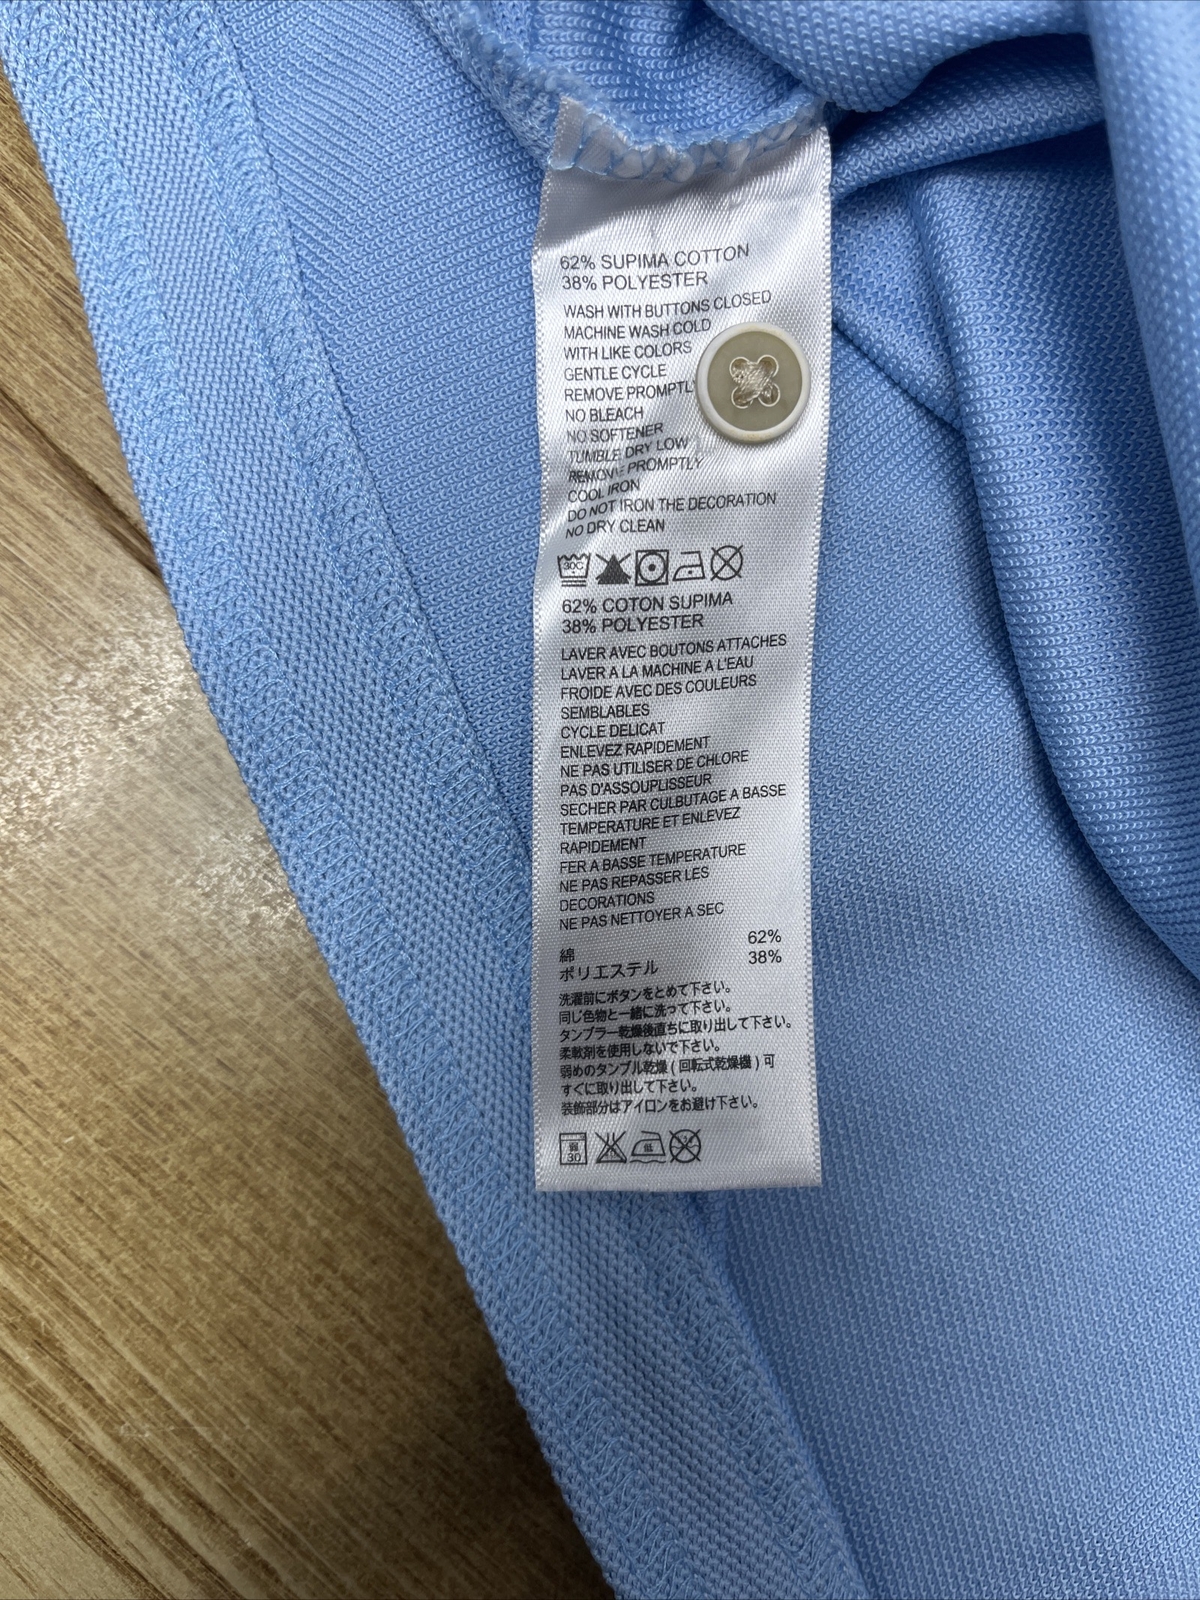 62% SUPIMA COTTON
38% POLYESTER
WASH WITH BUTTONS CLOSED
MACHINE WASH COLD
WITH LIKE COLORS
GENTLE CYCLE
REMOVE PROMPTL
NO BLEACH
NO SOFTENER
TUMBLE DRY LOW
REMOVE PROMPTLY
COOL IRON
DO NOT IRON THE DECORATION
NO DRY CLEAN
30C
62% COTON SUPIMA
38% POLYESTER
LAVER AVEC BOUTONS ATTACHES
LAVER A LA MACHINE A L'EAU
FROIDE AVEC DES COULEURS
SEMBLABLES
CYCLE DELICAT
ENLEVEZ RAPIDEMENT
NE PAS UTILISER DE CHLORE
PAS D'ASSOUPLISSEUR
SECHER PAR CULBUTAGE A BASSE
TEMPERATURE ET ENLEVEZ
RAPIDEMENT
FER A BASSE TEMPERATURE
NE PAS REPASSER LES
DECORATIONS
NE PAS NETTOYER A SEC
綿 62%
ポリエステル 38%
洗濯前にボタンをとめて下さい。
同じ色物と一緒に洗って下さい。
タンブラー乾燥後直ちに取り出して下さい。
柔軟剤を使用しないで下さい。
弱めのタンブル乾燥 ( 回転式乾燥機 ) 可
すぐに取り出して下さい。
装飾部分はアイロンをお避け下さい。
弱 30 低